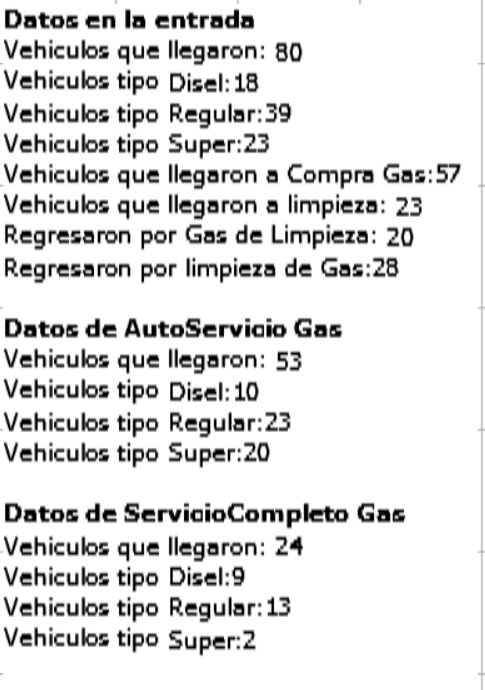 Datos en la entrada
Vehiculos que llegaron: 80
Vehiculos tipo Disel:18
Vehiculos tipo Regular:39
Vehiculos tipo Super:23
Vehiculos que llegaron a Compra Gas:57
Vehiculos que llegaron a limpieza: 23
Regresaron por Gas de Limpieza: 20
Regresaron por limpieza de Gas:28
Datos de AutoServicio Gas
Vehiculos que llegaron: 53
Vehiculos tipo Disel:10
Vehiculos tipo Regular:23
Vehiculos tipo Super:20
Datos de ServicioCompleto Gas
Vehiculos que llegaron: 24
Vehiculos tipo Disel:9
Vehiculos tipo Regular:13
Vehiculos tipo Super:2